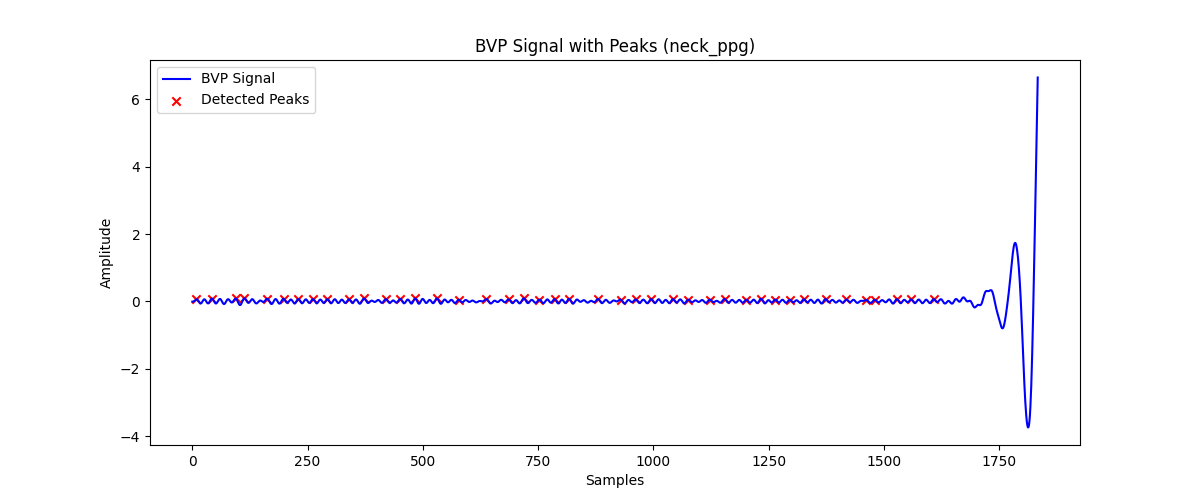 BVP Signal with Peaks (neck_ppg)
BVP Signal
Detected Peaks
Amplitude
6
4
2
0
−2
−4
0 250 500 750 1000 1250 1500 1750
Samples